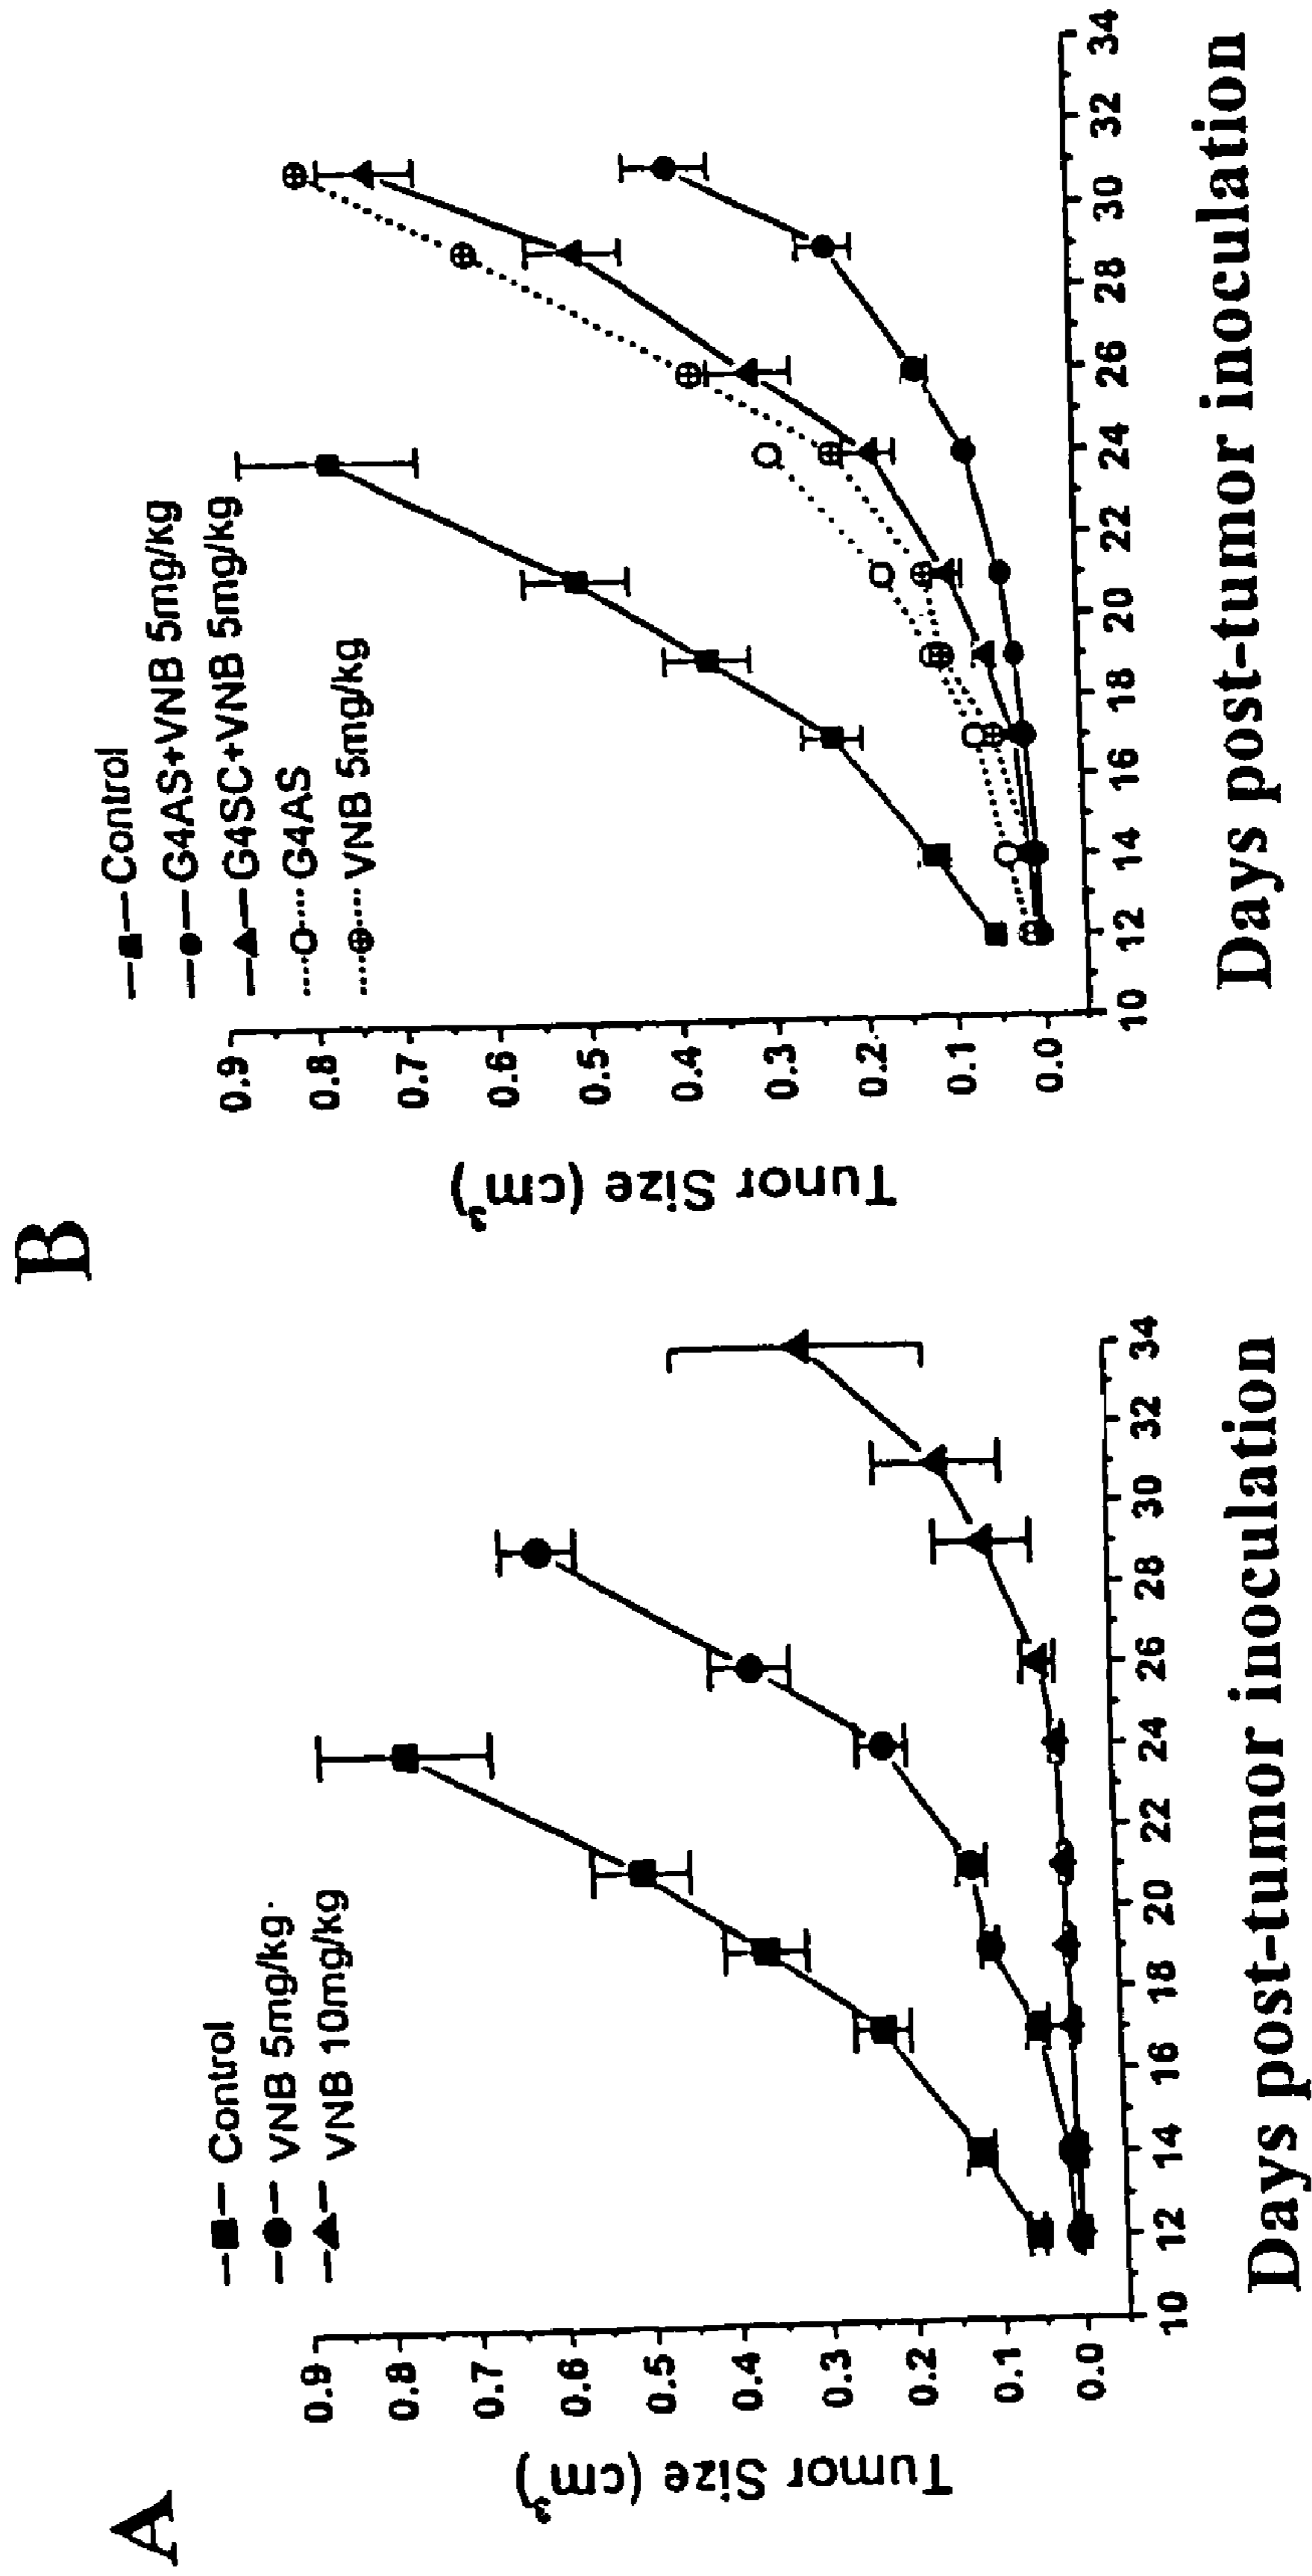 A
Control
VNB 5mg/kg
VNB 10mg/kg
Tumor Size (cm³)
0.9
0.8
0.7
0.6
0.5
0.4
0.3
0.2
0.1
0.0
10 12 14 16 18 20 22 24 26 28 30 32 34
Days post-tumor inoculation
B
Control
G4AS+VNB 5mg/kg
G4SC+VNB 5mg/kg
G4AS
VNB 5mg/kg
Tunor Size (cm³)
0.9
0.8
0.7
0.6
0.5
0.4
0.3
0.2
0.1
0.0
10 12 14 16 18 20 22 24 26 28 30 32 34
Days post-tumor inoculation